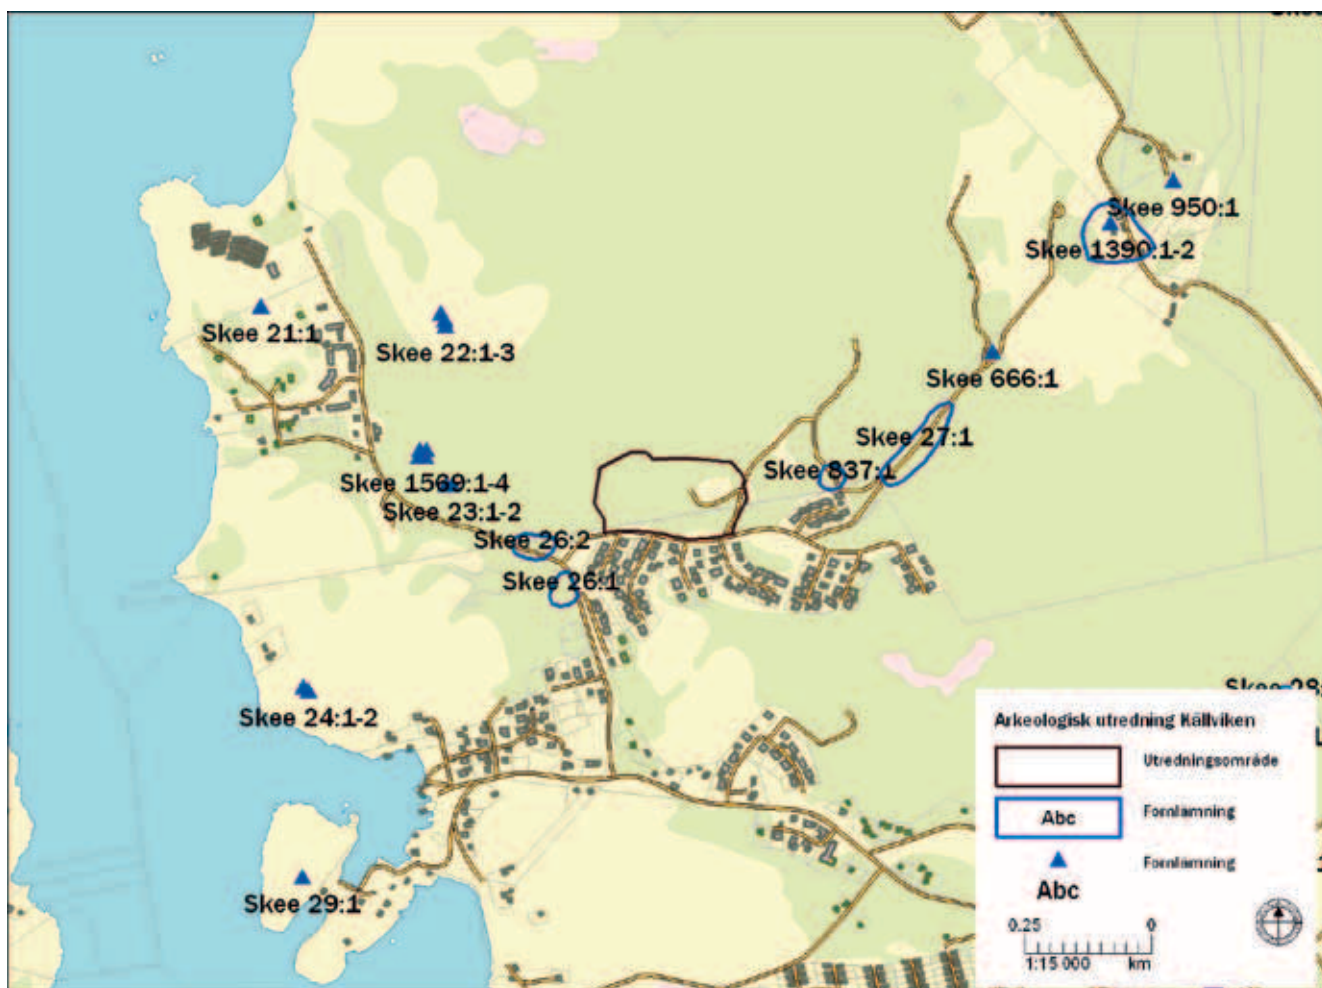 Skee 950:1
Skee 1390:1-2
Skee 21:1
Skee 22:1-3
Skee 666:1
Skee 27:1
Skee 837:1
Skee 1569:1-4
Skee 23:1-2
Skee 26:2
Skee 26:1
Skee 24:1-2
Skee 29:1
Skee 28:
Arkeologisk utredning Källviken
Utredningsområde
Abc
Fornlämning
Fornlämning
Abc
0.25 0
1:15 000 km